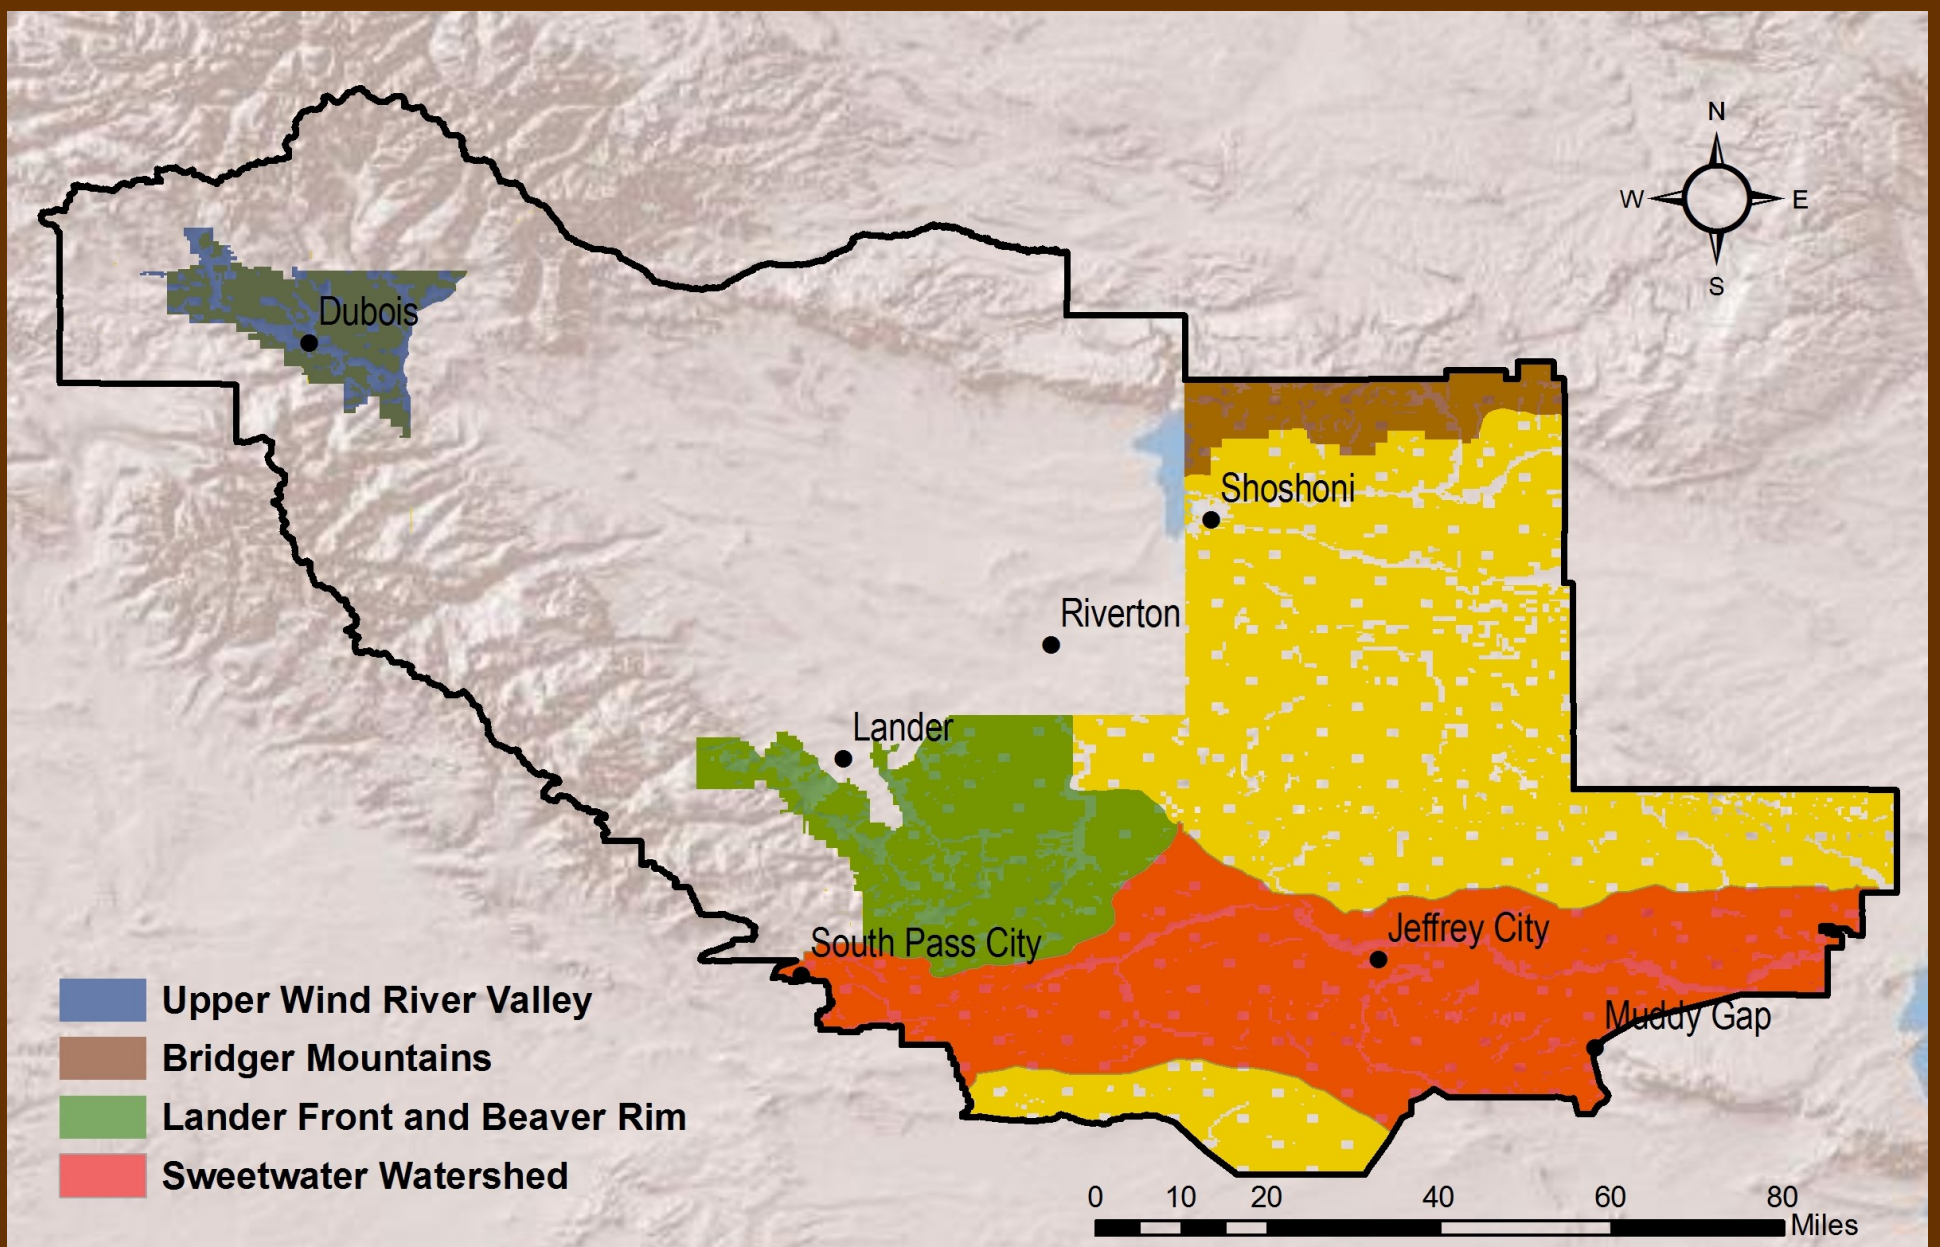 N
W E
S
Dubois
Shoshoni
Riverton
Lander
South Pass City
Jeffrey City
Muddy Gap
Upper Wind River Valley
Bridger Mountains
Lander Front and Beaver Rim
Sweetwater Watershed
0 10 20 40 60 80
Miles